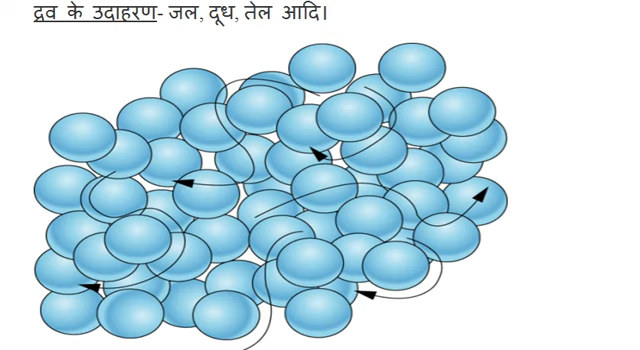 द्रव के उदाहरण- जल, दूध, तेल आदि।